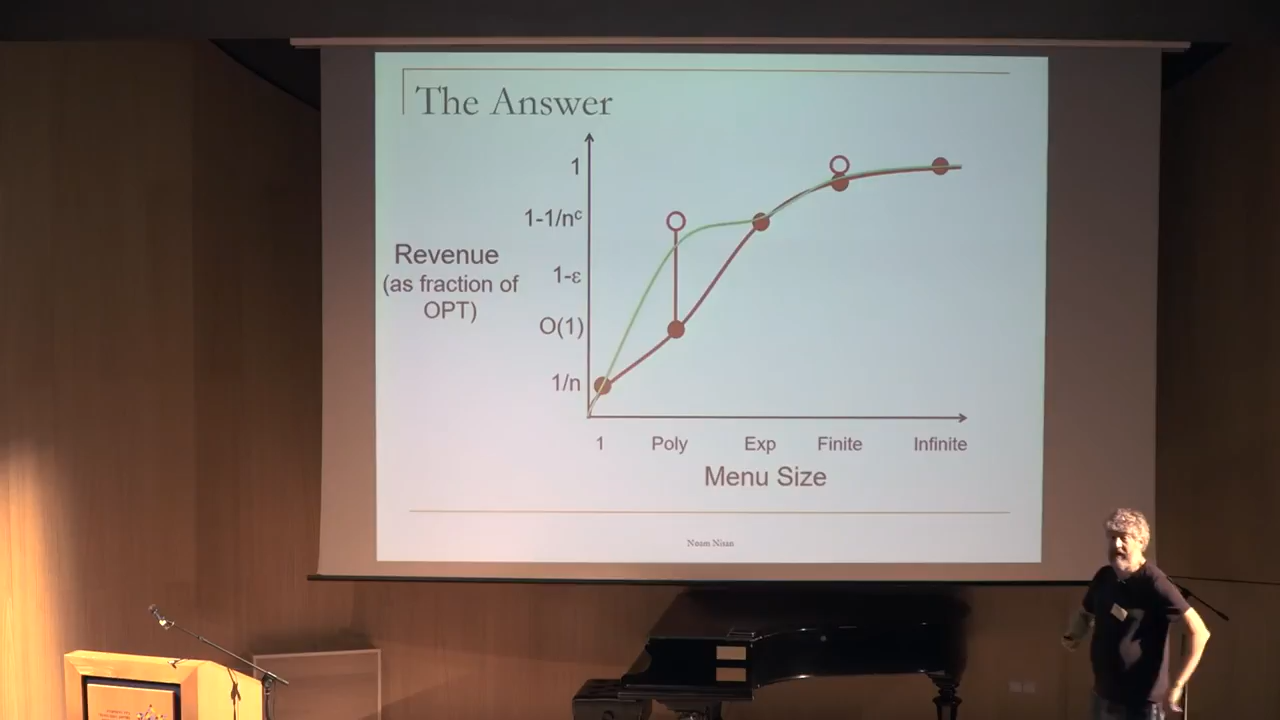 The Answer
1
1-1/nᶜ
Revenue
(as fraction of
OPT)
1-ε
O(1)
1/n
1 Poly Exp Finite Infinite
Menu Size
Noam Nisan